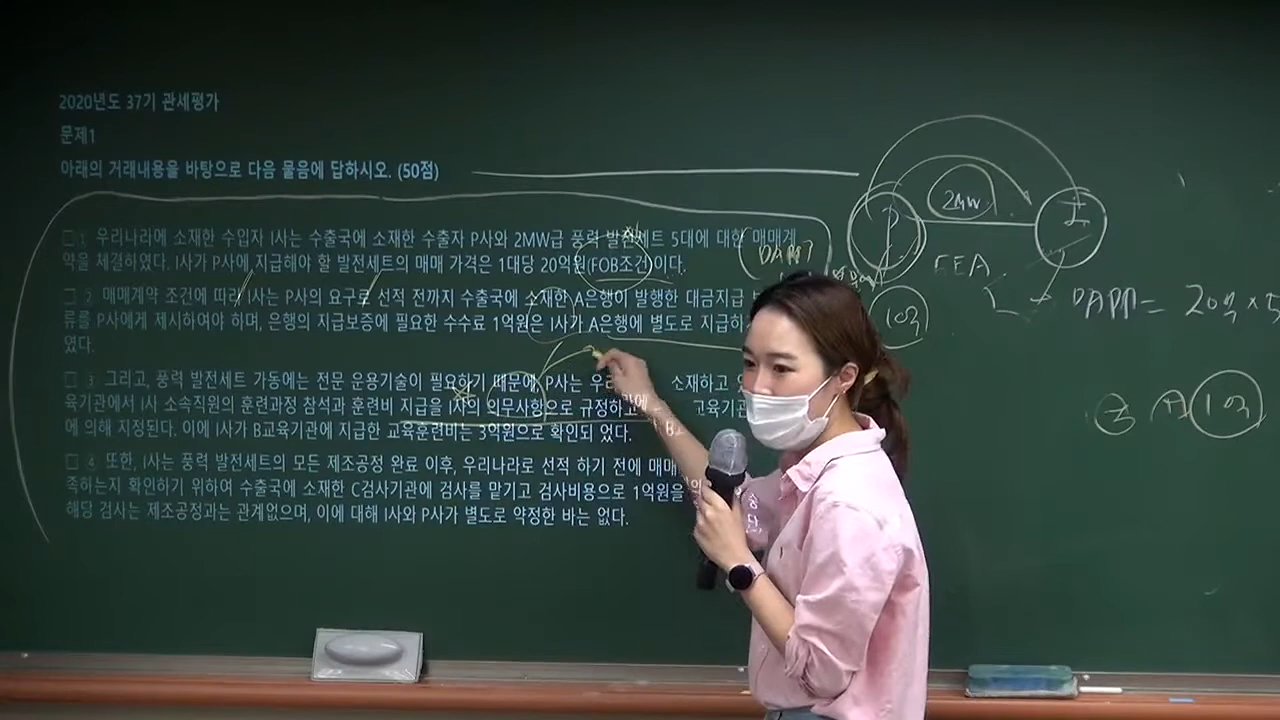 2020년도 37기 관세평가
문제1
아래의 거래내용을 바탕으로 다음 물음에 답하시오. (50점)
□ 1 우리나라에 소재한 수입자 I사는 수출국에 소재한 수출자 P사와 2MW급 풍력 발전세트 5대에 대한 매매계
약을 체결하였다. I사가 P사에 지급해야 할 발전세트의 매매 가격은 1대당 20억원(FOB조건)이다.
□ 2 매매계약 조건에 따라 I사는 P사의 요구로 선적 전까지 수출국에 소재한 A은행이 발행한 대금지급
류를 P사에게 제시하여야 하며, 은행의 지급보증에 필요한 수수료 1억원은 I사가 A은행에 별도로 지급하
였다.
□ 3 그리고, 풍력 발전세트 가동에는 전문 운용기술이 필요하기 때문에, P사는 우리 소재하고
육기관에서 I사 소속직원의 훈련과정 참석과 훈련비 지급을 I사의 의무사항으로 규정하고 교육기관
에 의해 지정된다. 이에 I사가 B교육기관에 지급한 교육훈련비는 3억원으로 확인되 었다.
□ 4 또한, I사는 풍력 발전세트의 모든 제조공정 완료 이후, 우리나라로 선적 하기 전에 매매
족하는지 확인하기 위하여 수출국에 소재한 C검사기관에 검사를 맡기고 검사비용으로 1억원을
해당 검사는 제조공정과는 관계없으며, 이에 대해 I사와 P사가 별도로 약정한 바는 없다.
P 2MW I
EEA
1억
DAPP= 20억×5
1억